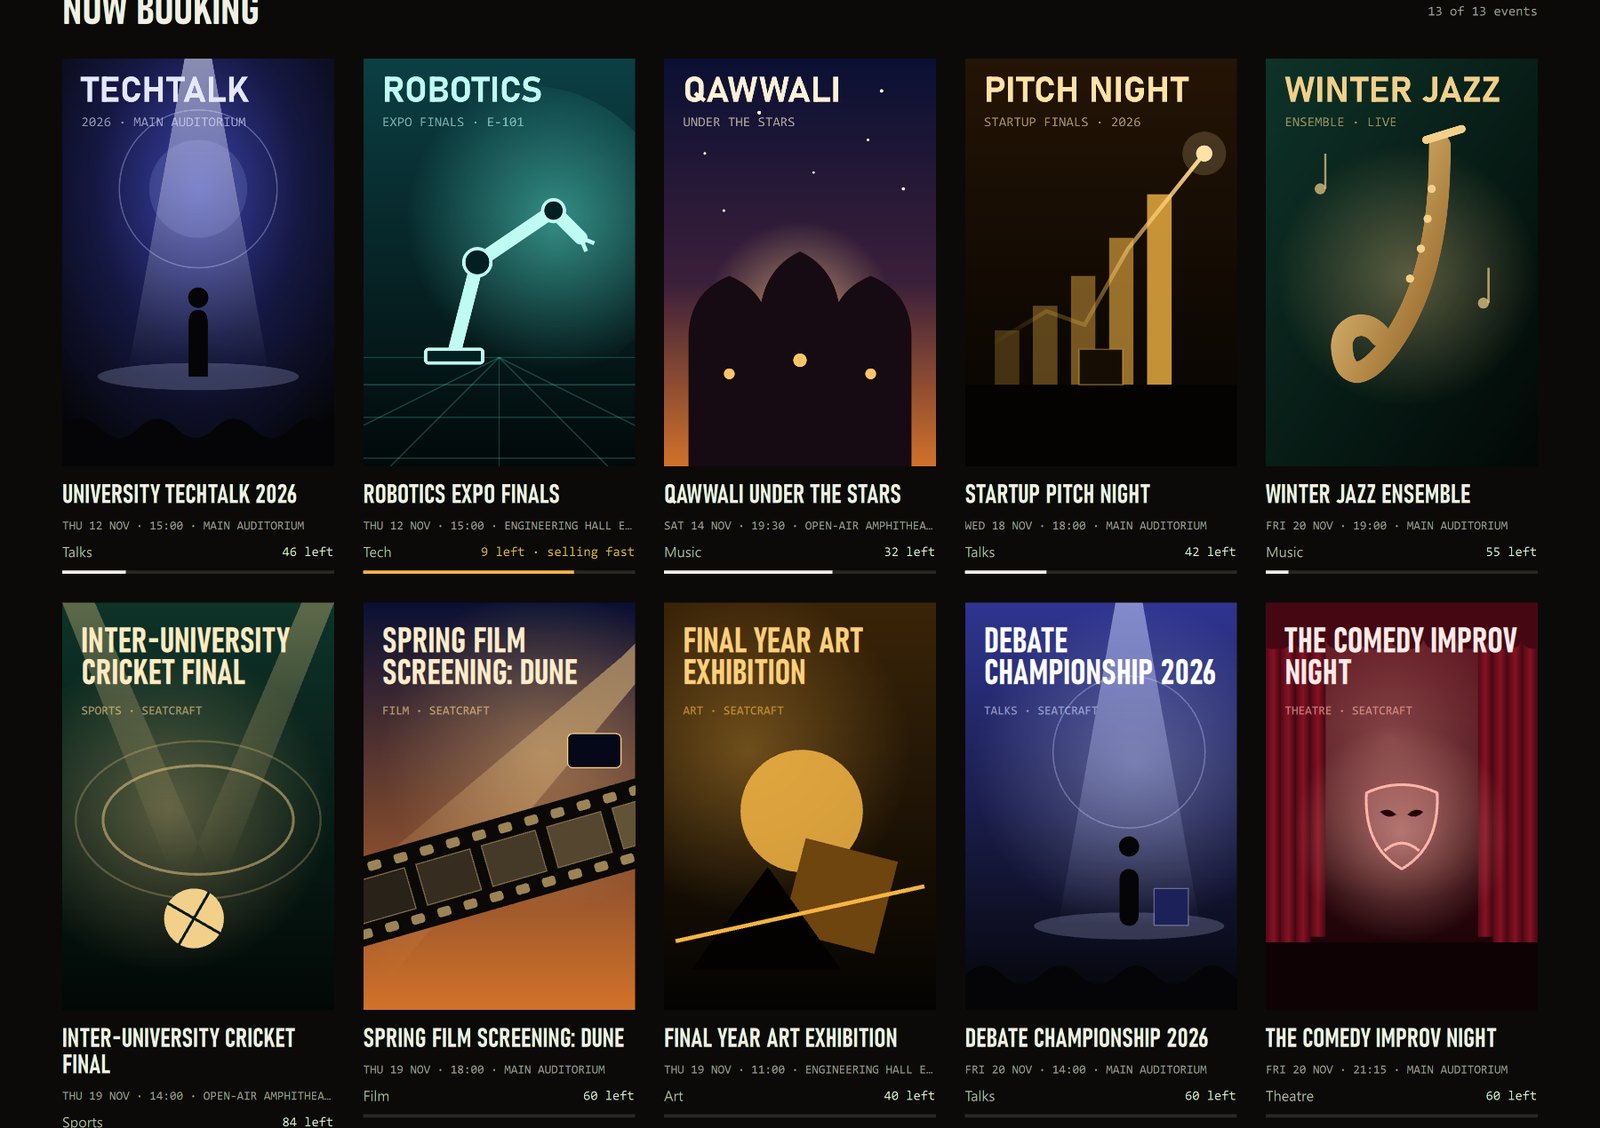 NOW BOOKING
13 of 13 events
TECHTALK
2026 · MAIN AUDITORIUM
ROBOTICS
EXPO FINALS · E-101
QAWWALI
UNDER THE STARS
PITCH NIGHT
STARTUP FINALS · 2026
WINTER JAZZ
ENSEMBLE · LIVE
UNIVERSITY TECHTALK 2026
THU 12 NOV · 15:00 · MAIN AUDITORIUM
Talks
46 left
ROBOTICS EXPO FINALS
THU 12 NOV · 15:00 · ENGINEERING HALL E…
Tech
9 left · selling fast
QAWWALI UNDER THE STARS
SAT 14 NOV · 19:30 · OPEN-AIR AMPHITHEA…
Music
32 left
STARTUP PITCH NIGHT
WED 18 NOV · 18:00 · MAIN AUDITORIUM
Talks
42 left
WINTER JAZZ ENSEMBLE
FRI 20 NOV · 19:00 · MAIN AUDITORIUM
Music
55 left
INTER-UNIVERSITY
CRICKET FINAL
SPORTS · SEATCRAFT
SPRING FILM
SCREENING: DUNE
FILM · SEATCRAFT
FINAL YEAR ART
EXHIBITION
ART · SEATCRAFT
DEBATE
CHAMPIONSHIP 2026
TALKS · SEATCRAFT
THE COMEDY IMPROV
NIGHT
THEATRE · SEATCRAFT
INTER-UNIVERSITY CRICKET
FINAL
THU 19 NOV · 14:00 · OPEN-AIR AMPHITHEA…
Sports
84 left
SPRING FILM SCREENING: DUNE
THU 19 NOV · 18:00 · MAIN AUDITORIUM
Film
60 left
FINAL YEAR ART EXHIBITION
THU 19 NOV · 11:00 · ENGINEERING HALL E…
Art
40 left
DEBATE CHAMPIONSHIP 2026
FRI 20 NOV · 14:00 · MAIN AUDITORIUM
Talks
60 left
THE COMEDY IMPROV NIGHT
FRI 20 NOV · 21:15 · MAIN AUDITORIUM
Theatre
60 left